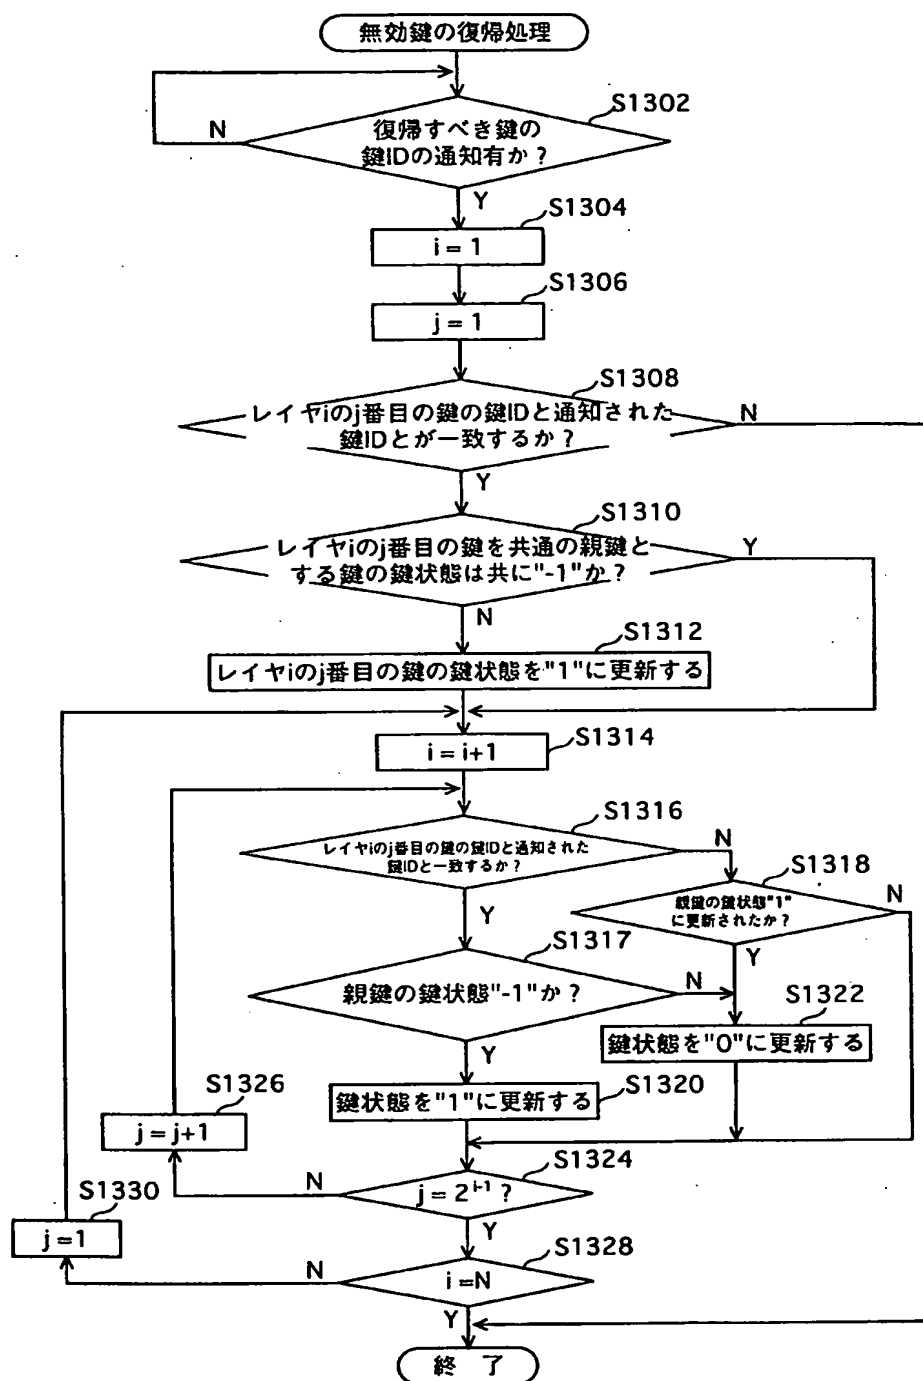 無効鍵の復帰処理
S1302
N
復帰すべき鍵の
鍵IDの通知有か？
Y
S1304
i = 1
S1306
j = 1
S1308
レイヤiのj番目の鍵の鍵IDと通知された
鍵IDとが一致するか？
N
Y
S1310
レイヤiのj番目の鍵を共通の親鍵と
する鍵の鍵状態は共に"-1"か？
Y
N
S1312
レイヤiのj番目の鍵の鍵状態を"1"に更新する
S1314
i = i+1
S1316
レイヤiのj番目の鍵の鍵IDと通知された
鍵IDと一致するか？
N
Y
S1318
親鍵の鍵状態"1"
に更新されたか？
N
Y
S1317
親鍵の鍵状態"-1"か？
N
Y
S1322
鍵状態を"0"に更新する
S1320
鍵状態を"1"に更新する
S1326
j = j+1
S1324
j = 2^{i-1} ?
N
Y
S1330
j =1
S1328
i =N
N
Y
終 了